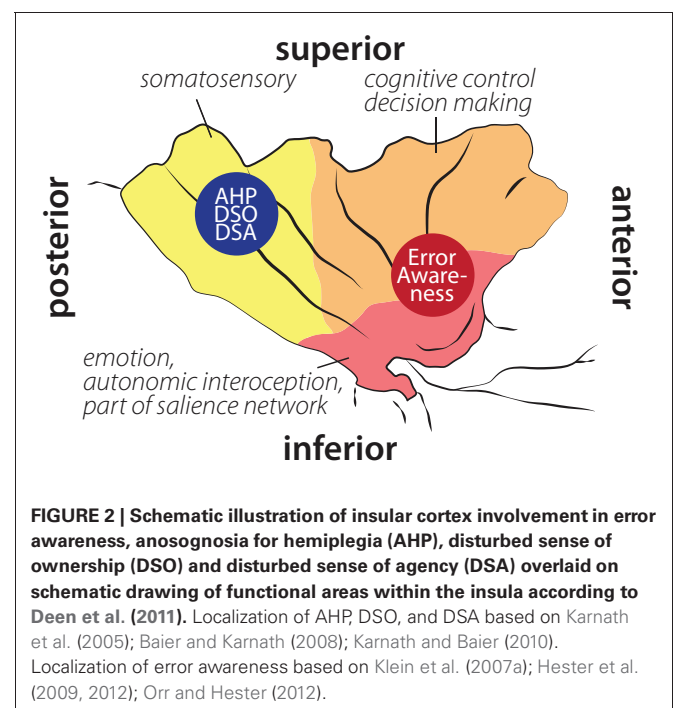 superior
somatosensory
cognitive control
decision making
posterior
AHP
DSO
DSA
Error
Aware-
ness
anterior
emotion,
autonomic interoception,
part of salience network
inferior
FIGURE 2 | Schematic illustration of insular cortex involvement in error
awareness, anosognosia for hemiplegia (AHP), disturbed sense of
ownership (DSO) and disturbed sense of agency (DSA) overlaid on
schematic drawing of functional areas within the insula according to
Deen et al. (2011). Localization of AHP, DSO, and DSA based on Karnath
et al. (2005); Baier and Karnath (2008); Karnath and Baier (2010).
Localization of error awareness based on Klein et al. (2007a); Hester et al.
(2009, 2012); Orr and Hester (2012).